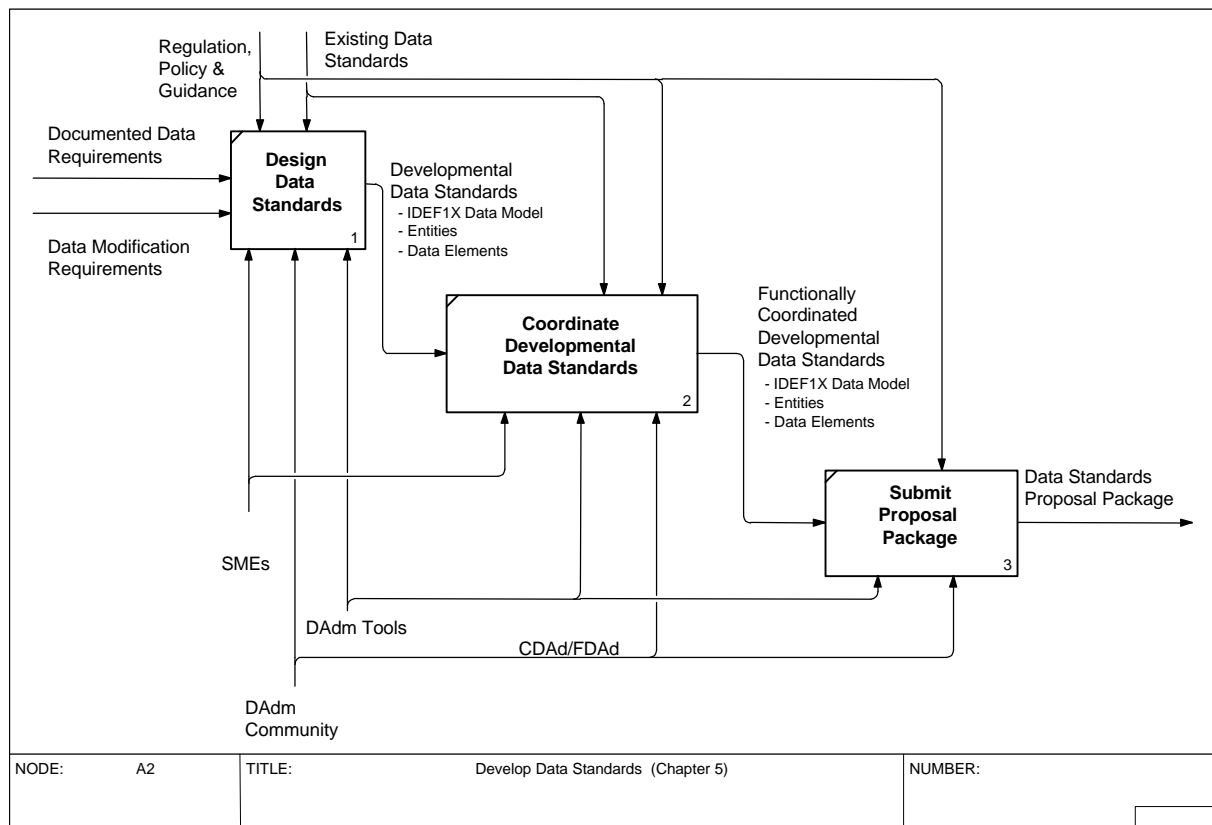 Regulation,
Policy &
Guidance
Existing Data
Standards
Documented Data
Requirements
Data Modification
Requirements
Design
Data
Standards
1
Developmental
Data Standards
- IDEF1X Data Model
- Entities
- Data Elements
Coordinate
Developmental
Data Standards
2
Functionally
Coordinated
Developmental
Data Standards
- IDEF1X Data Model
- Entities
- Data Elements
Submit
Proposal
Package
3
Data Standards
Proposal Package
SMEs
DAdm Tools
CDAd/FDAd
DAdm
Community
NODE: A2
TITLE: Develop Data Standards (Chapter 5)
NUMBER: